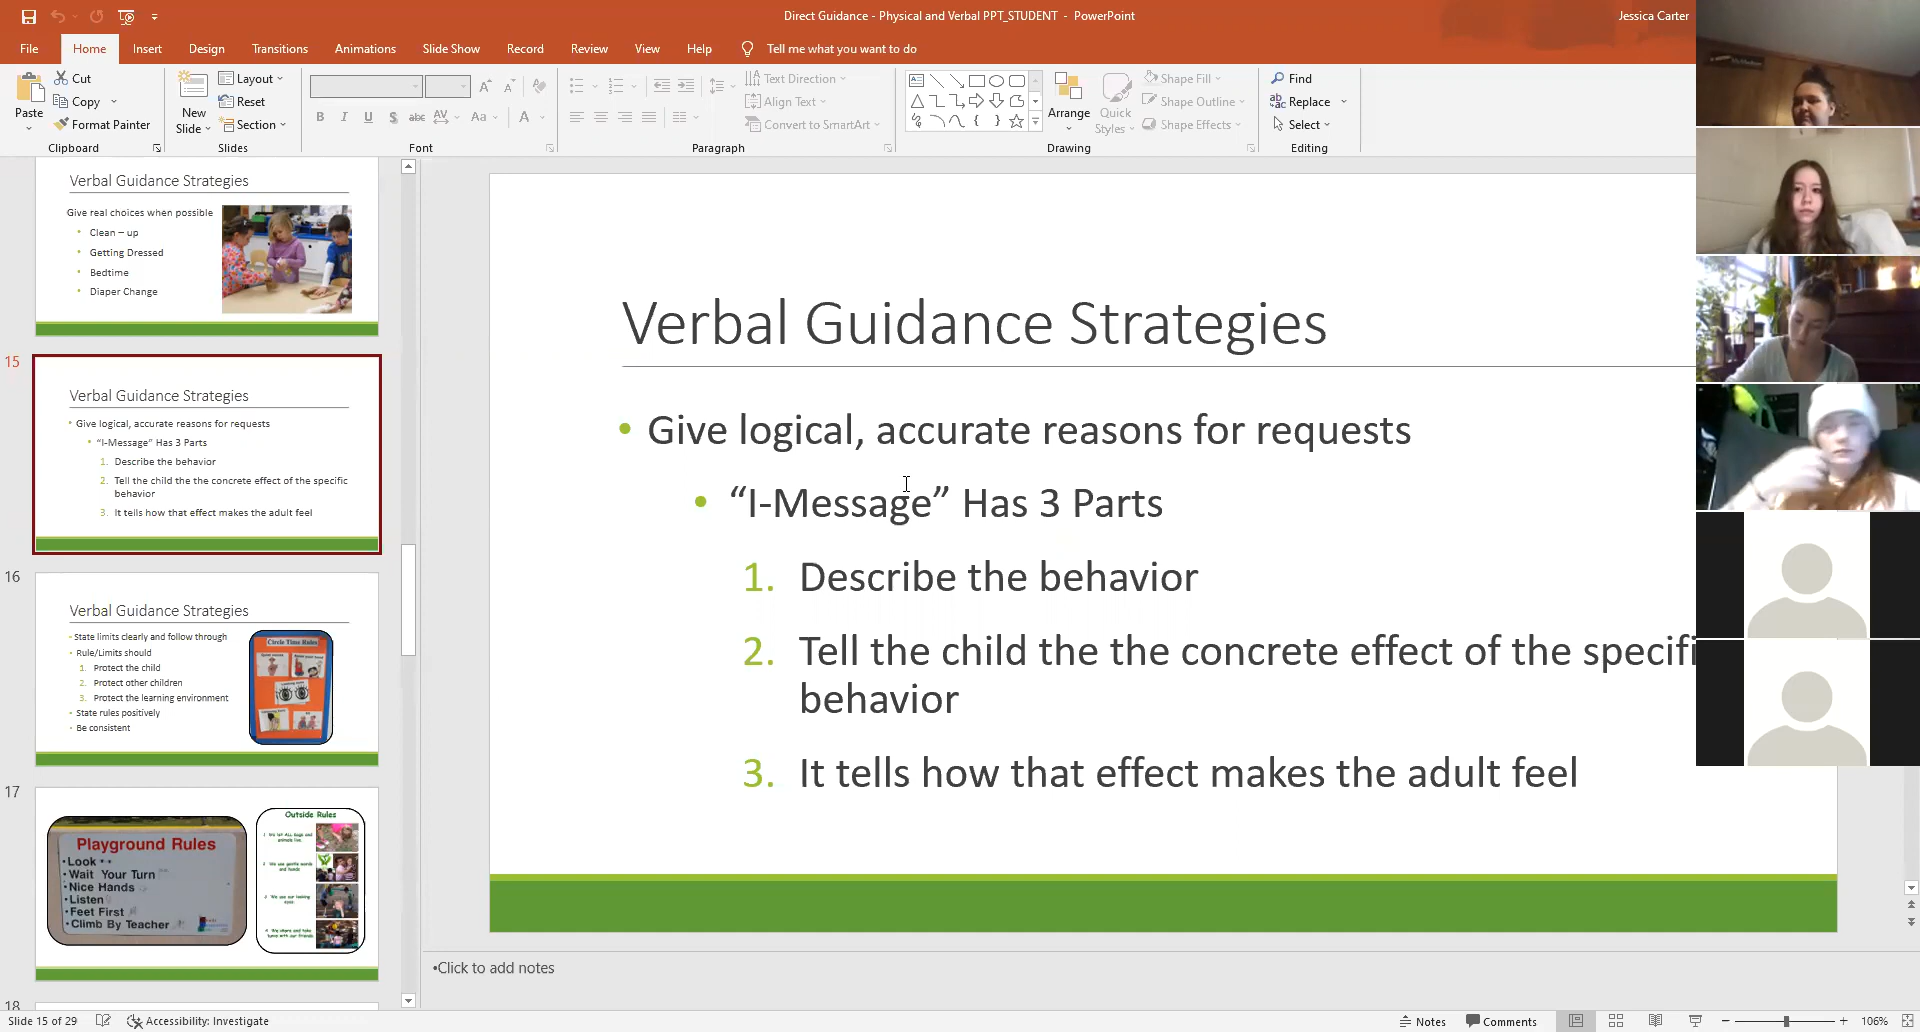 Direct Guidance - Physical and Verbal PPT_STUDENT - PowerPoint
Jessica Carter
File Home Insert Design Transitions Animations Slide Show Record Review View Help Tell me what you want to do
Paste
Cut
Copy
Format Painter
Clipboard
New Slide
Layout
Reset
Section
Slides
B I U S abc AV Aa A
Font
Text Direction
Align Text
Convert to SmartArt
Paragraph
Arrange
Quick Styles
Shape Fill
Shape Outline
Shape Effects
Drawing
Find
Replace
Select
Editing
Verbal Guidance Strategies
Give real choices when possible
• Clean – up
• Getting Dressed
• Bedtime
• Diaper Change
15
Verbal Guidance Strategies
• Give logical, accurate reasons for requests
• “I-Message” Has 3 Parts
1. Describe the behavior
2. Tell the child the the concrete effect of the specific
behavior
3. It tells how that effect makes the adult feel
16
Verbal Guidance Strategies
• State limits clearly and follow through
• Rule/Limits should
1. Protect the child
2. Protect other children
3. Protect the learning environment
• State rules positively
• Be consistent
Circle Time Rules
17
Playground Rules
• Look
• Wait Your Turn
• Nice Hands
• Listen
• Feet First
• Climb By Teacher
Outside Rules
18
Verbal Guidance Strategies
• Give logical, accurate reasons for requests
• “I-Message” Has 3 Parts
1. Describe the behavior
2. Tell the child the the concrete effect of the specifi
behavior
3. It tells how that effect makes the adult feel
•Click to add notes
Slide 15 of 29 Accessibility: Investigate Notes Comments 106%